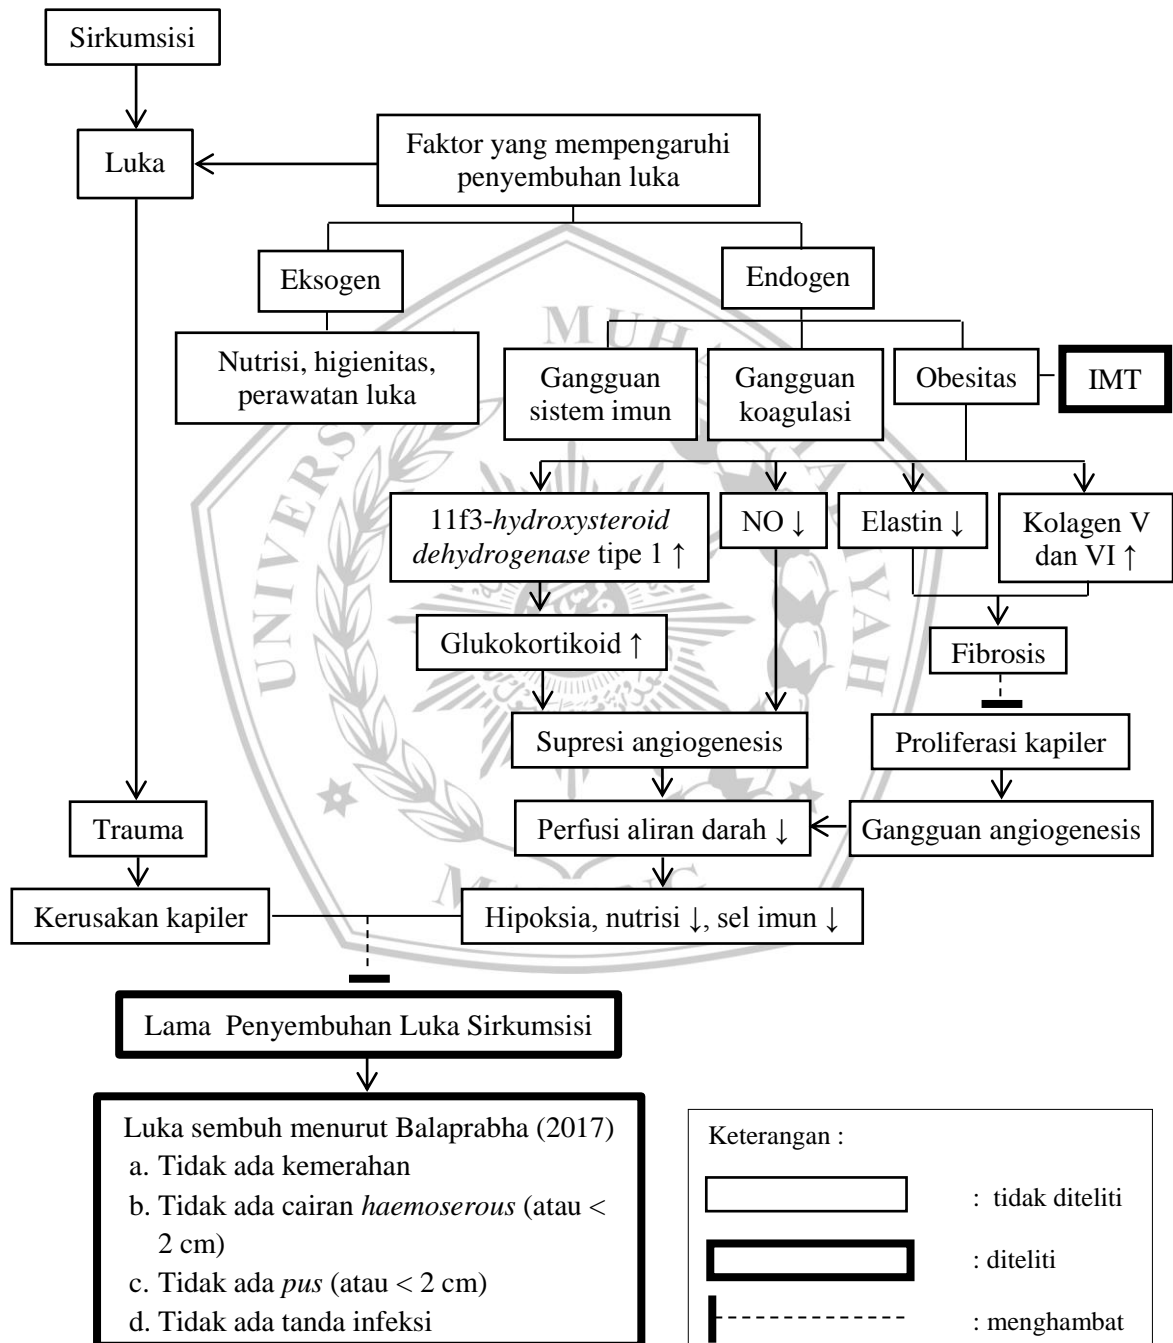 Sirkumsisi
Luka
Faktor yang mempengaruhi
penyembuhan luka
Eksogen
Endogen
Nutrisi, higienitas,
perawatan luka
Gangguan
sistem imun
Gangguan
koagulasi
Obesitas
IMT
11f3-hydroxysteroid
dehydrogenase tipe 1 ↑
NO ↓
Elastin ↓
Kolagen V
dan VI ↑
Glukokortikoid ↑
Fibrosis
Supresi angiogenesis
Proliferasi kapiler
Trauma
Perfusi aliran darah ↓
Gangguan angiogenesis
Kerusakan kapiler
Hipoksia, nutrisi ↓, sel imun ↓
Lama Penyembuhan Luka Sirkumsisi
Luka sembuh menurut Balaprabha (2017)
a. Tidak ada kemerahan
b. Tidak ada cairan haemoserous (atau <
2 cm)
c. Tidak ada pus (atau < 2 cm)
d. Tidak ada tanda infeksi
Keterangan :
: tidak diteliti
: diteliti
: menghambat